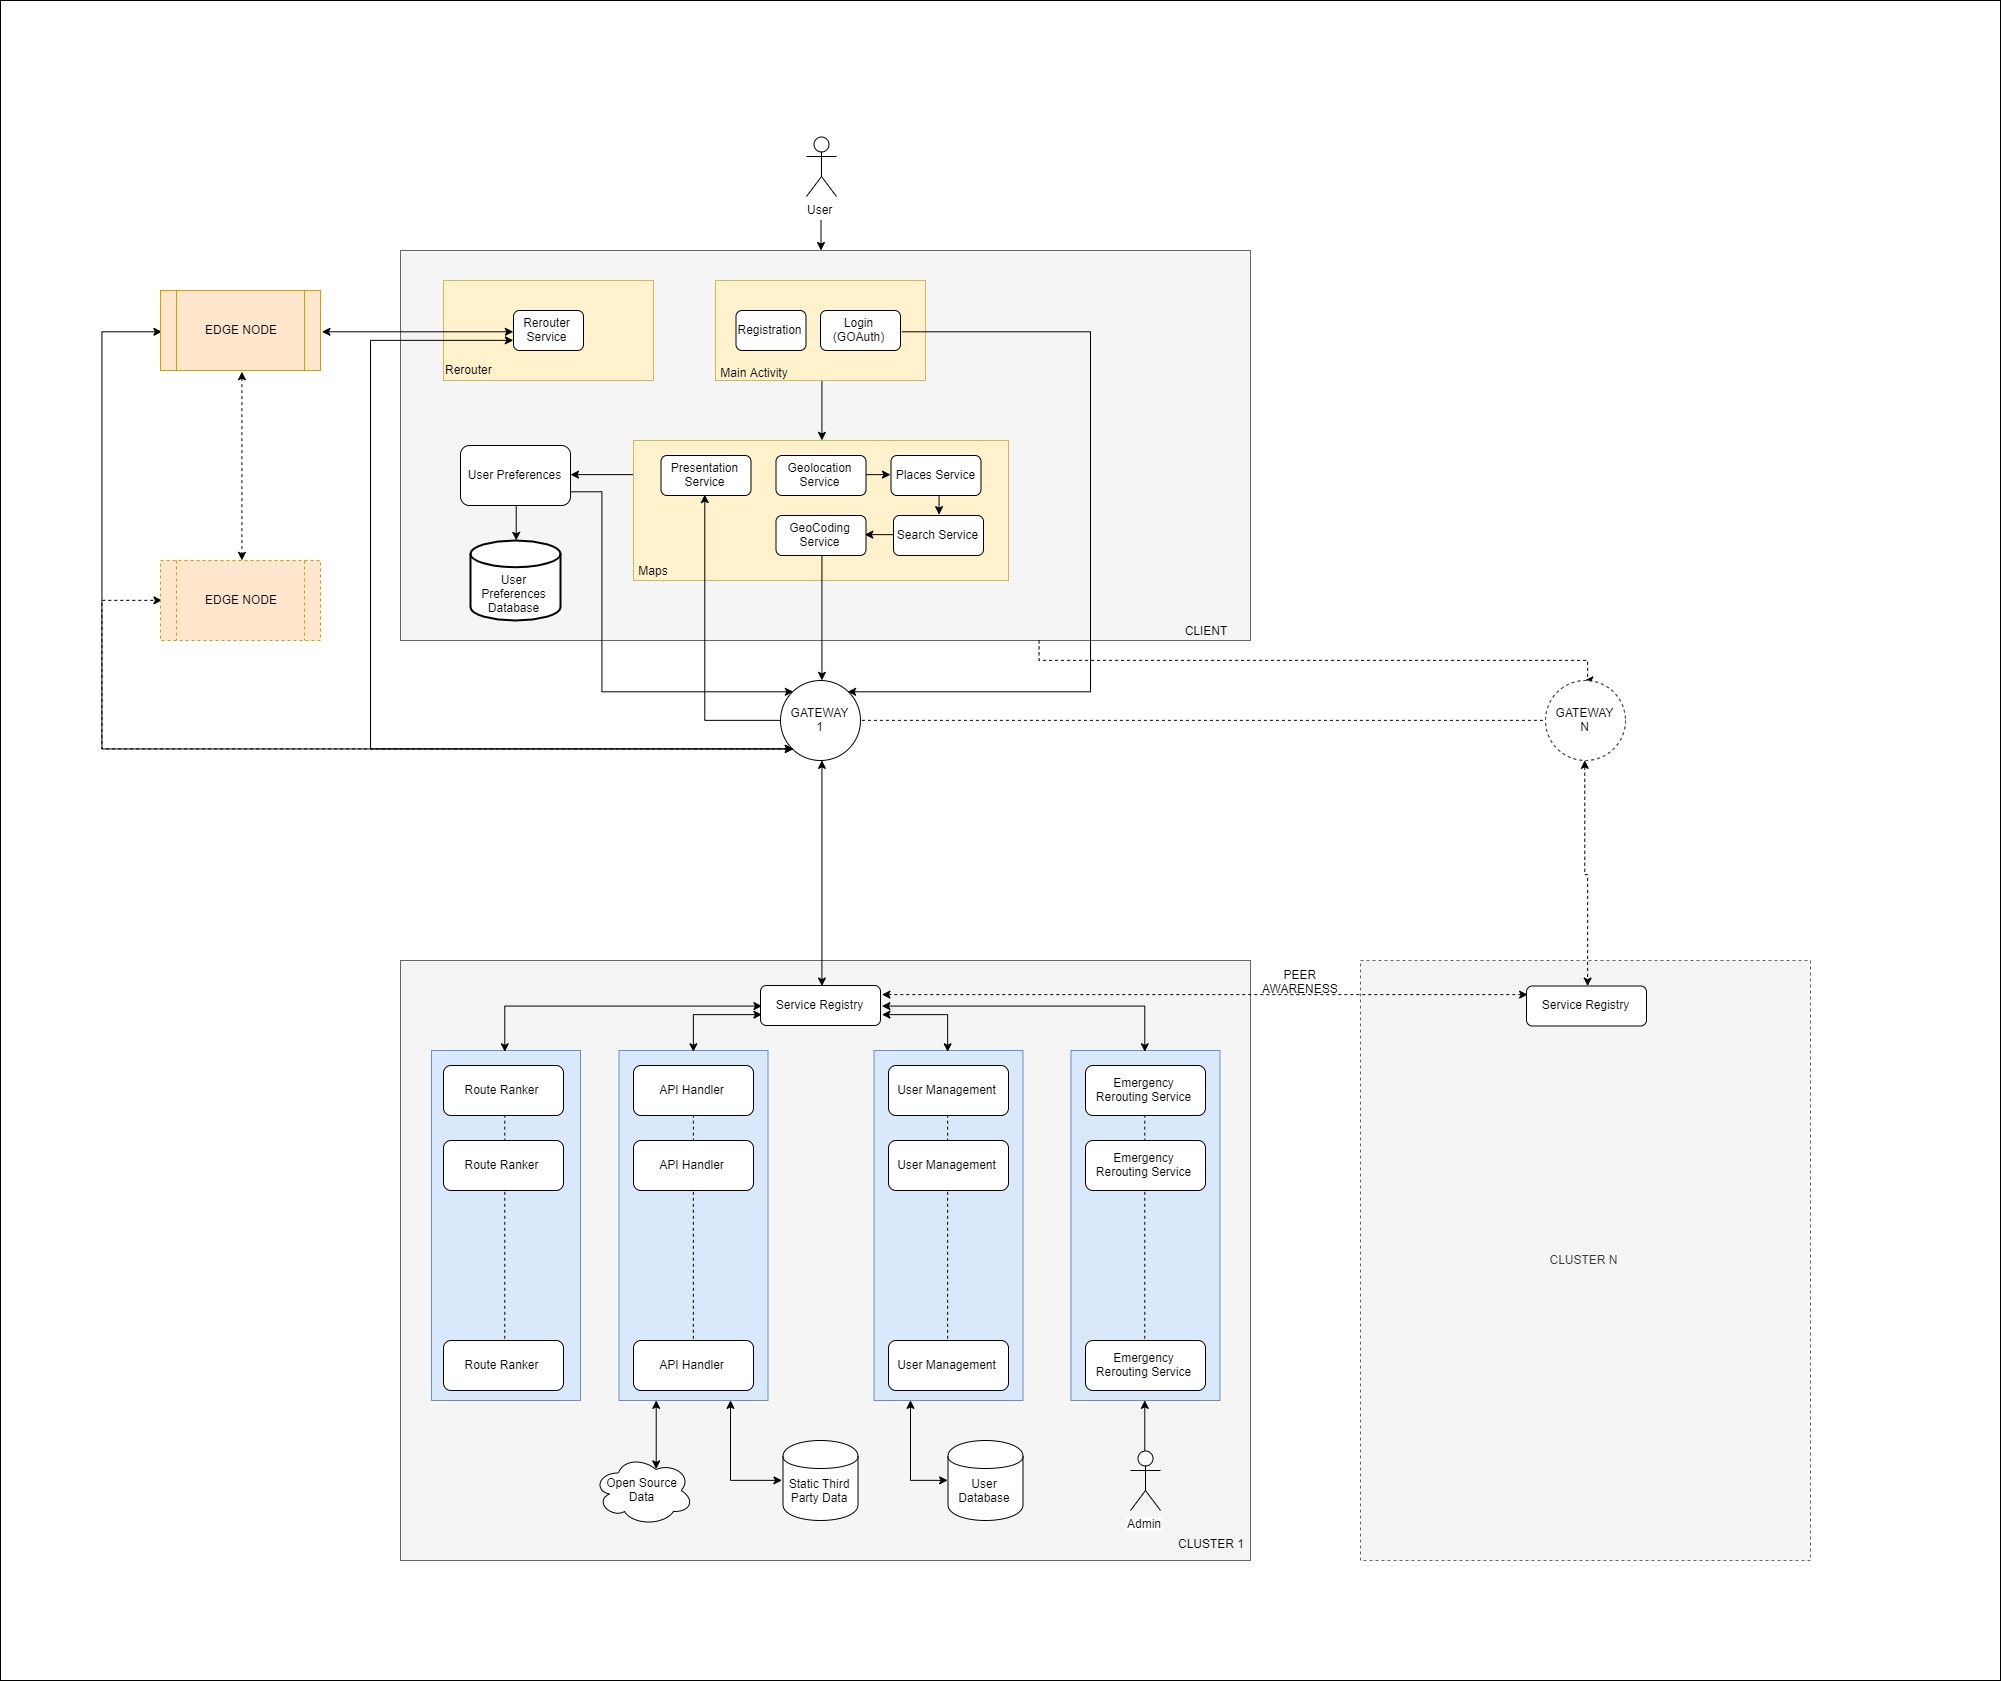 User
EDGE NODE
Rerouter
Service
Rerouter
Registration
Login
(GOAuth)
Main Activity
User Preferences
User
Preferences
Database
Presentation
Service
Geolocation
Service
Places Service
GeoCoding
Service
Search Service
Maps
EDGE NODE
CLIENT
GATEWAY
1
GATEWAY
N
PEER
AWARENESS
Service Registry
Service Registry
Route Ranker
API Handler
User Management
Emergency
Rerouting Service
Route Ranker
API Handler
User Management
Emergency
Rerouting Service
CLUSTER N
Route Ranker
API Handler
User Management
Emergency
Rerouting Service
Open Source
Data
Static Third
Party Data
User
Database
Admin
CLUSTER 1